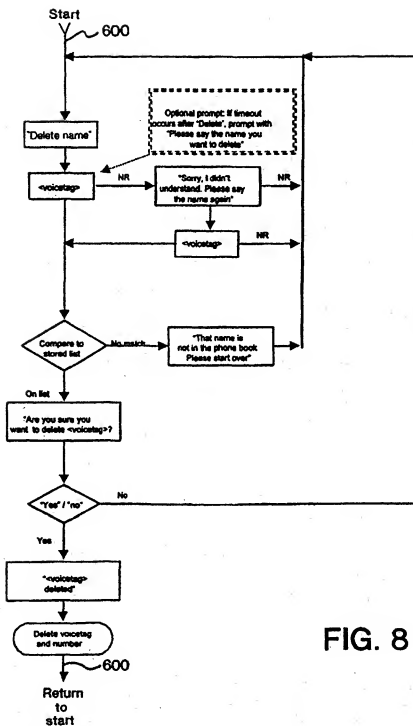 Start
600
Optional prompt: If timeout
occurs after "Delete", prompt with
"Please say the name you
want to delete"
"Delete name"
<voicetag>
NR
"Sorry, I didn't
understand. Please say
the name again"
NR
<voicetag>
NR
Compare to
stored list
No match
"That name is
not in the phone book
Please start over"
On list
"Are you sure you
want to delete <voicetag>?
"Yes" / "no"
No
Yes
"<voicetag>
deleted"
Delete voicetag
and number
600
Return
to
start
FIG. 8